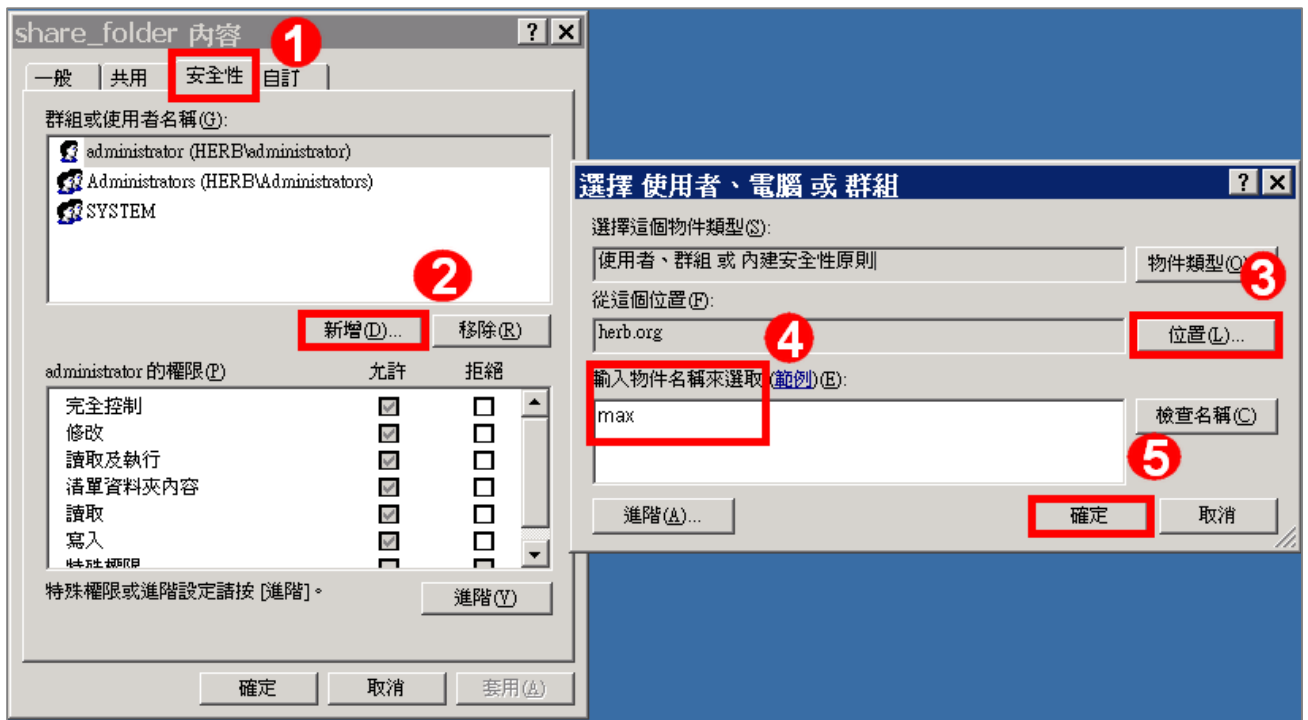 share_folder 內容
1
一般 共用 安全性 自訂
群組或使用者名稱(G):
administrator (HERB\administrator)
Administrators (HERB\Administrators)
SYSTEM
2
新增(D)... 移除(R)
administrator 的權限(P) 允許 拒絕
完全控制
修改
讀取及執行
清單資料夾內容
讀取
寫入
特殊權限
特殊權限或進階設定請按 [進階]。
進階(V)
確定 取消 套用(A)
選擇 使用者、電腦 或 群組
選擇這個物件類型(S):
使用者、群組 或 內建安全性原則
物件類型(O)
3
從這個位置(F):
herb.org
位置(L)...
4
輸入物件名稱來選取 (範例)(E):
max
檢查名稱(C)
5
進階(A)...
確定 取消